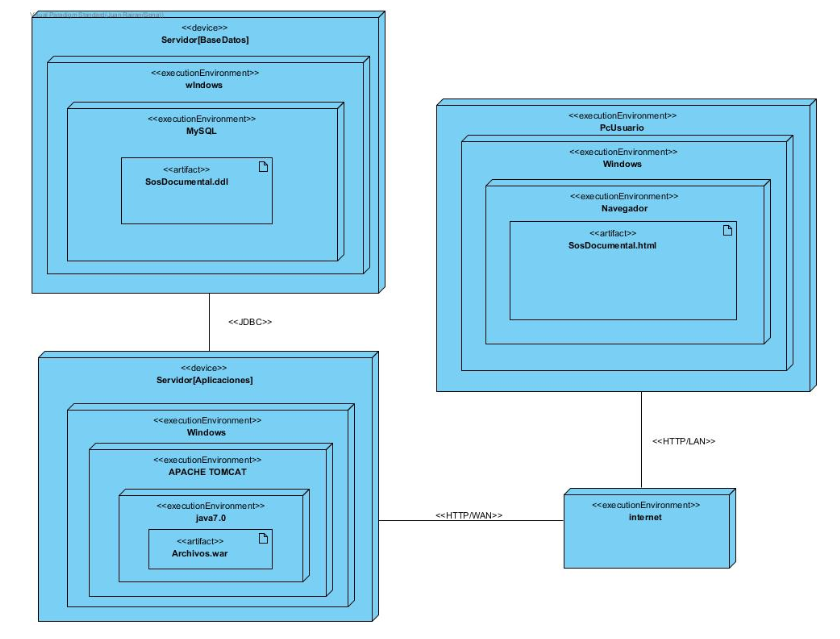 <<device>>
Servidor[BaseDatos]
<<executionEnvironment>>
wIndows
<<executionEnvironment>>
MySQL
<<artifact>>
SosDocumental.ddl
<<JDBC>>
<<device>>
Servidor[Aplicaciones]
<<executionEnvironment>>
Windows
<<executionEnvironment>>
APACHE TOMCAT
<<executionEnvironment>>
java7.0
<<artifact>>
Archivos.war
<<HTTP/WAN>>
<<executionEnvironment>>
PcUsuario
<<executionEnvironment>>
Windows
<<executionEnvironment>>
Navegador
<<artifact>>
SosDocumental.html
<<HTTP/LAN>>
<<executionEnvironment>>
internet